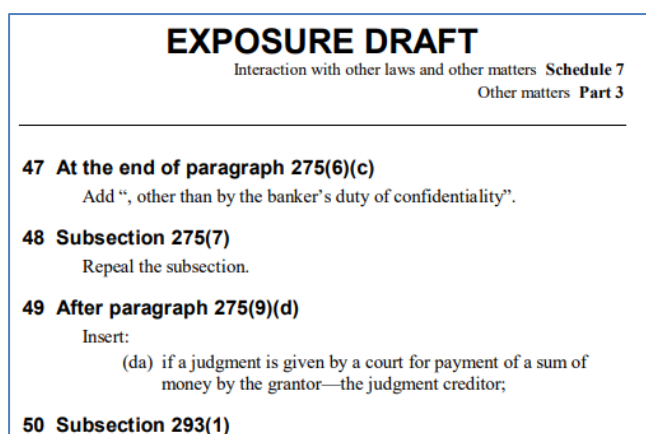 EXPOSURE DRAFT
Interaction with other laws and other matters Schedule 7
Other matters Part 3
47 At the end of paragraph 275(6)(c)
Add “, other than by the banker’s duty of confidentiality”.
48 Subsection 275(7)
Repeal the subsection.
49 After paragraph 275(9)(d)
Insert:
(da) if a judgment is given by a court for payment of a sum of
money by the grantor—the judgment creditor;
50 Subsection 293(1)